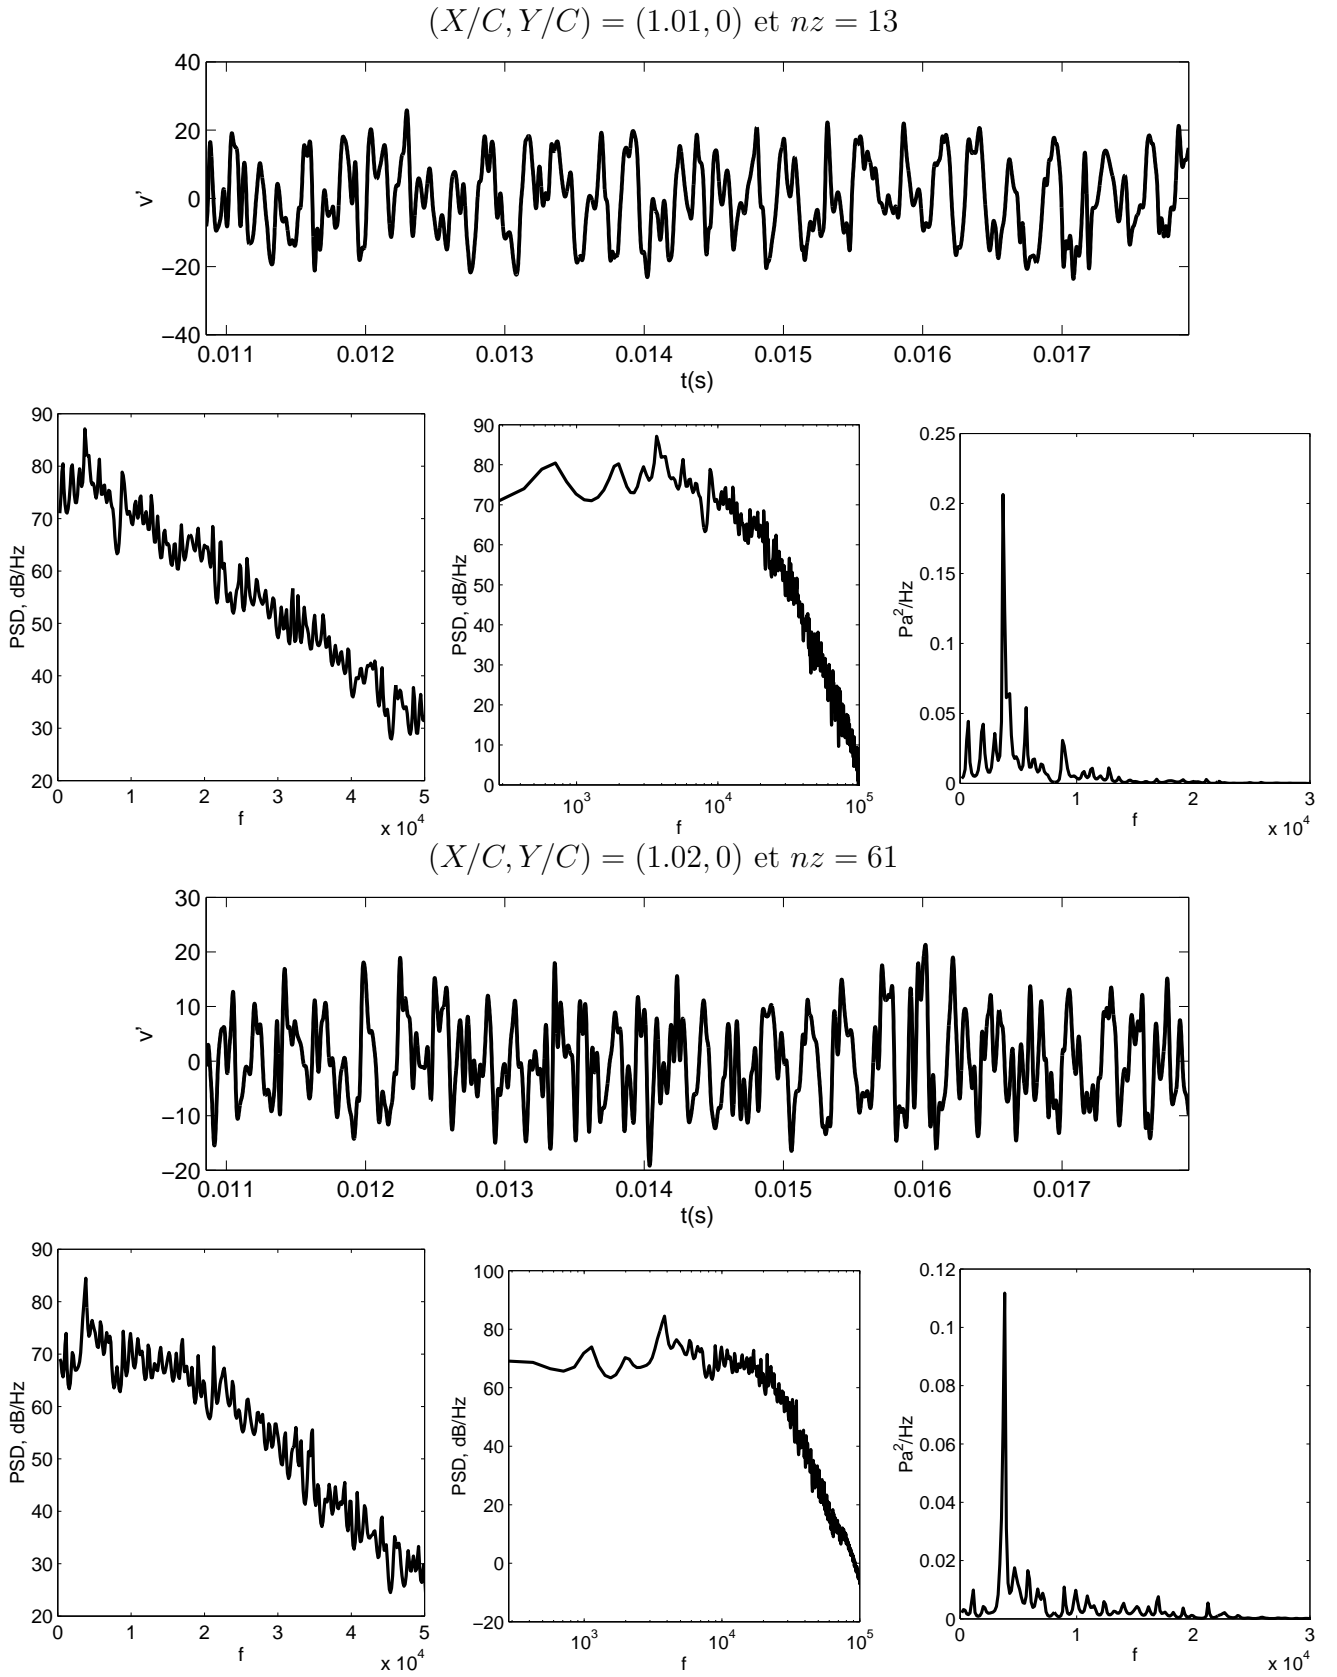 (X/C, Y/C) = (1.01, 0) et nz = 13
40
20
0
−20
−40
v'
0.011 0.012 0.013 0.014 0.015 0.016 0.017
t(s)
90
80
70
60
50
40
30
20
PSD, dB/Hz
0 1 2 3 4 5
f
x 10^4
90
80
70
60
50
40
30
20
10
0
PSD, dB/Hz
10^3 10^4 10^5
f
0.25
0.2
0.15
0.1
0.05
0
Pa^2/Hz
0 1 2 3
f
x 10^4
(X/C, Y/C) = (1.02, 0) et nz = 61
30
20
10
0
−10
−20
v'
0.011 0.012 0.013 0.014 0.015 0.016 0.017
t(s)
90
80
70
60
50
40
30
20
PSD, dB/Hz
0 1 2 3 4 5
f
x 10^4
100
80
60
40
20
0
−20
PSD, dB/Hz
10^3 10^4 10^5
f
0.12
0.1
0.08
0.06
0.04
0.02
0
Pa^2/Hz
0 1 2 3
f
x 10^4